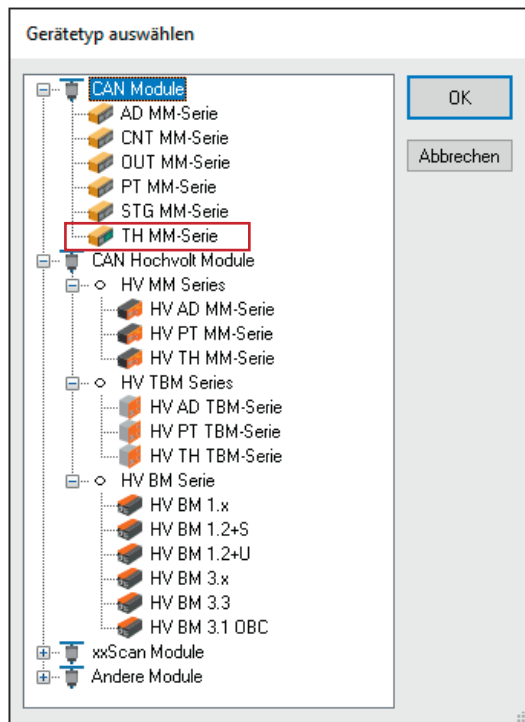 Gerätetyp auswählen
CAN Module
AD MM-Serie
CNT MM-Serie
OUT MM-Serie
PT MM-Serie
STG MM-Serie
TH MM-Serie
CAN Hochvolt Module
HV MM Series
HV AD MM-Serie
HV PT MM-Serie
HV TH MM-Serie
HV TBM Series
HV AD TBM-Serie
HV PT TBM-Serie
HV TH TBM-Serie
HV BM Serie
HV BM 1.x
HV BM 1.2+S
HV BM 1.2+U
HV BM 3.x
HV BM 3.3
HV BM 3.1 OBC
xxScan Module
Andere Module
OK
Abbrechen